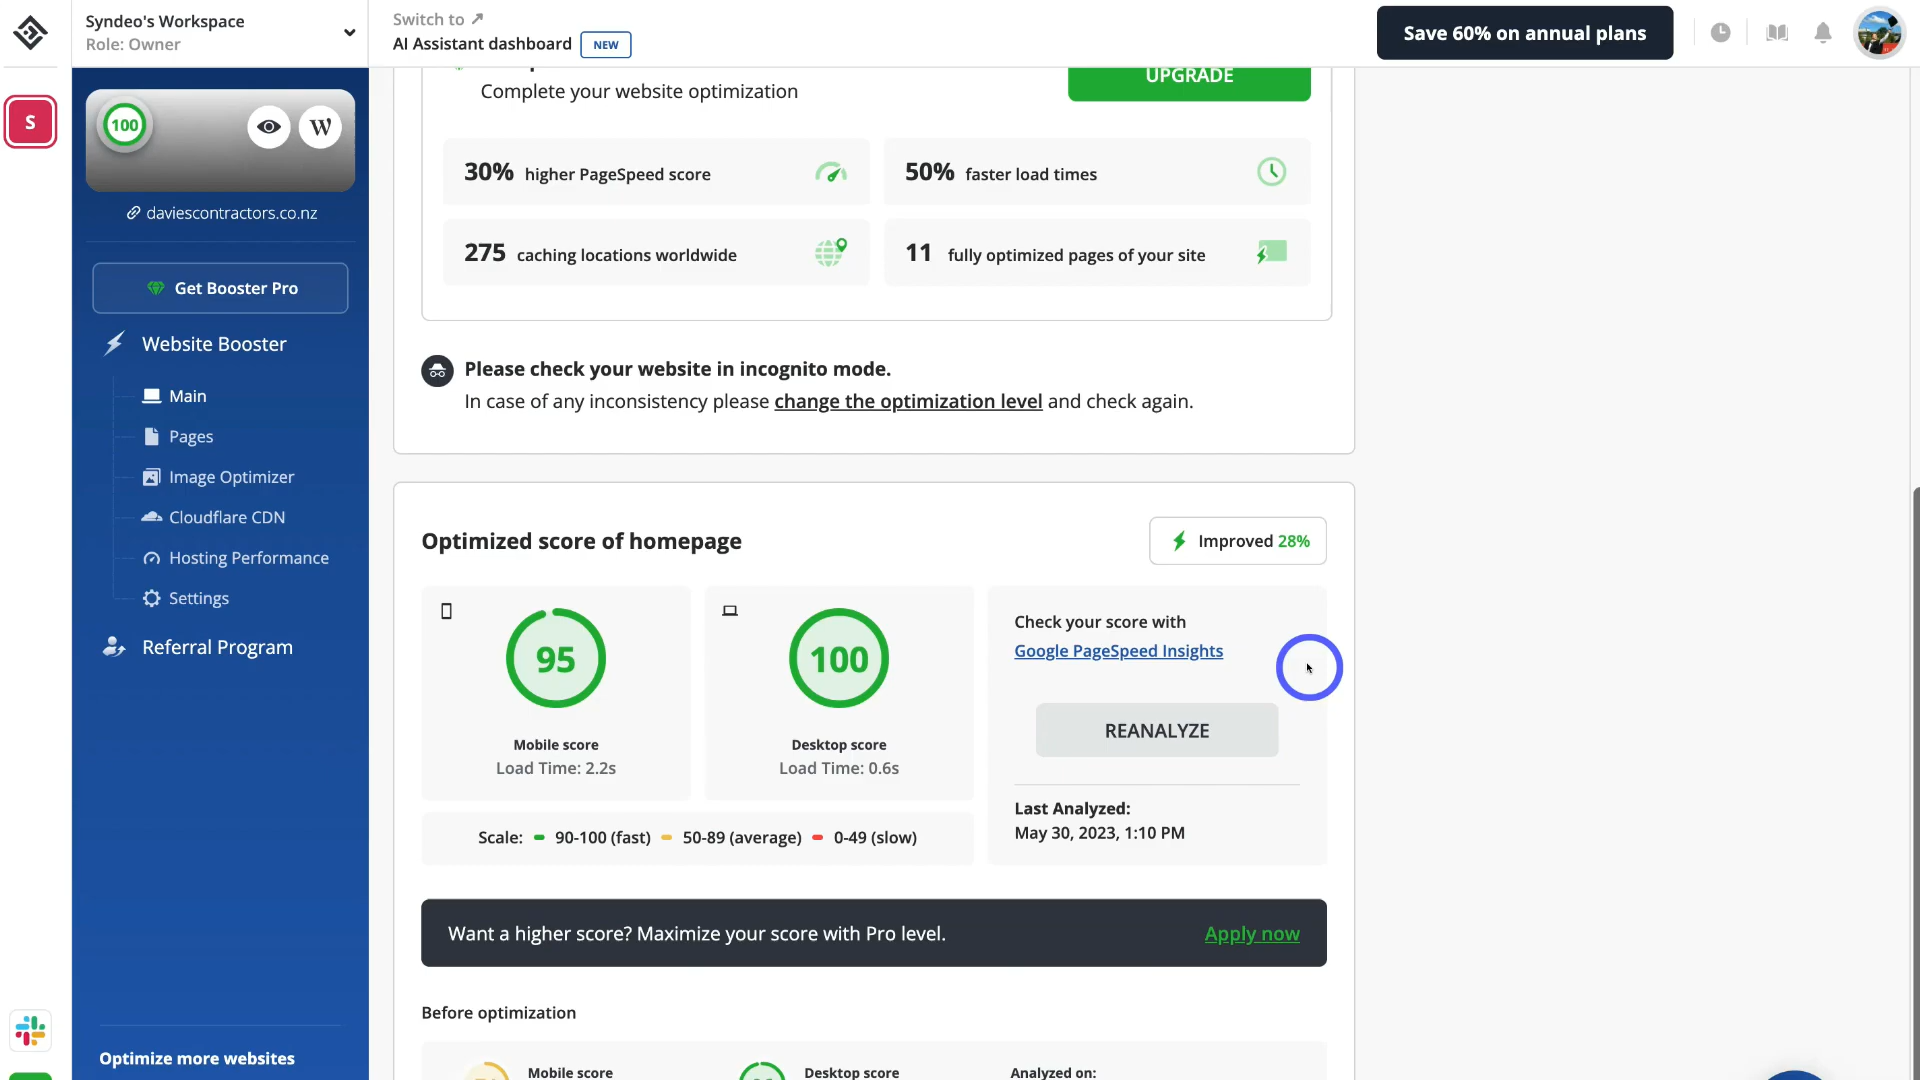 Syndeo's Workspace
Role: Owner
Switch to
AI Assistant dashboard NEW
Save 60% on annual plans
S
100
W
daviescontractors.co.nz
Get Booster Pro
Website Booster
Main
Pages
Image Optimizer
Cloudflare CDN
Hosting Performance
Settings
Referral Program
Optimize more websites
Complete your website optimization
UPGRADE
30% higher PageSpeed score
50% faster load times
275 caching locations worldwide
11 fully optimized pages of your site
Please check your website in incognito mode.
In case of any inconsistency please change the optimization level and check again.
Optimized score of homepage
Improved 28%
95
Mobile score
Load Time: 2.2s
100
Desktop score
Load Time: 0.6s
Check your score with
Google PageSpeed Insights
REANALYZE
Last Analyzed:
May 30, 2023, 1:10 PM
Scale: 90-100 (fast) 50-89 (average) 0-49 (slow)
Want a higher score? Maximize your score with Pro level.
Apply now
Before optimization
Mobile score
Desktop score
Analyzed on: